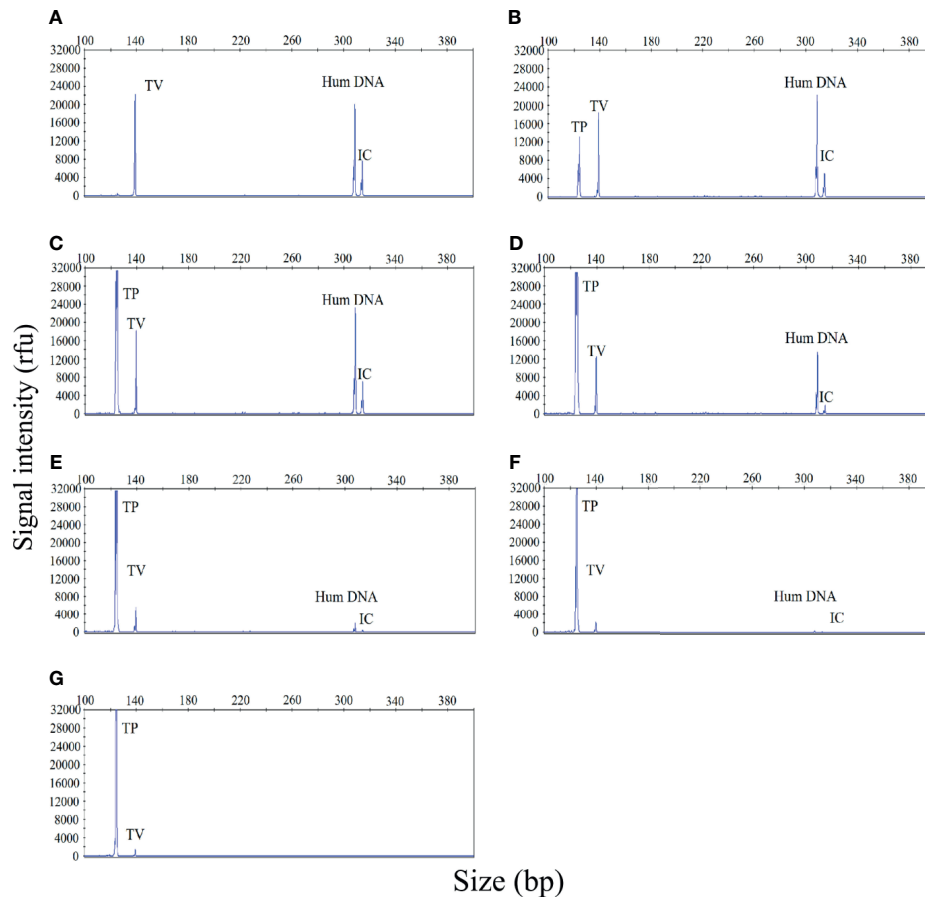 A
100 140 180 220 260 300 340 380
32000
28000
24000
20000
16000
12000
8000
4000
0
TV
Hum DNA
IC
B
100 140 180 220 260 300 340 380
32000
28000
24000
20000
16000
12000
8000
4000
0
TP
TV
Hum DNA
IC
C
100 140 180 220 260 300 340 380
32000
28000
24000
20000
16000
12000
8000
4000
0
TP
TV
Hum DNA
IC
D
100 140 180 220 260 300 340 380
32000
28000
24000
20000
16000
12000
8000
4000
0
TP
TV
Hum DNA
IC
E
100 140 180 220 260 300 340 380
32000
28000
24000
20000
16000
12000
8000
4000
0
TP
TV
Hum DNA
IC
F
100 140 180 220 260 300 340 380
32000
28000
24000
20000
16000
12000
8000
4000
0
TP
TV
Hum DNA
IC
G
100 140 180 220 260 300 340 380
32000
28000
24000
20000
16000
12000
8000
4000
0
TP
TV
Signal intensity (rfu)
Size (bp)